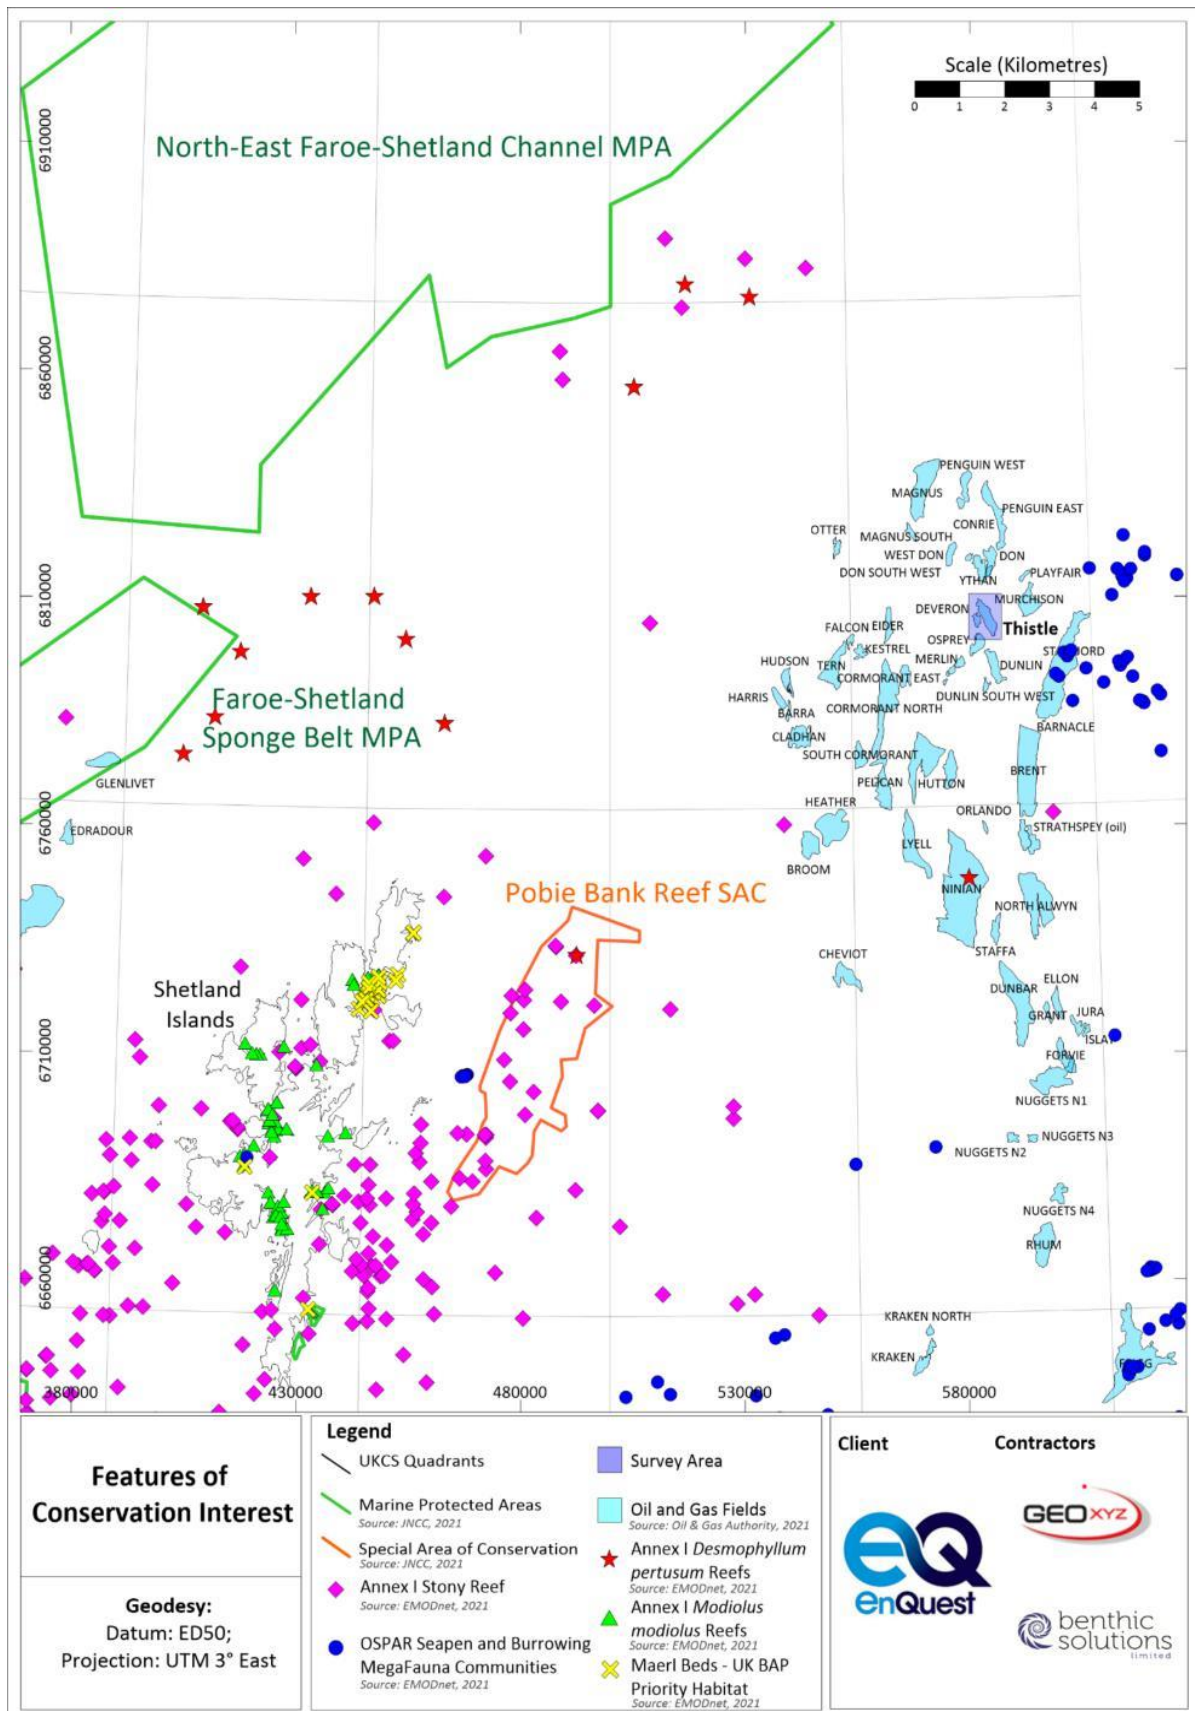 Scale (Kilometres)
0 1 2 3 4 5
North-East Faroe-Shetland Channel MPA
6910000
6860000
6810000
6760000
6710000
6660000
PENGUIN WEST
MAGNUS
PENGUIN EAST
CONRIE
OTTER
MAGNUS SOUTH
WEST DON
DON
DON SOUTH WEST
PLAYFAIR
YTHAN
MURCHISON
DEVERON
Thistle
FALCON
EIDER
OSPREY
KESTREL
HUDSON
TERN
MERLIN
DUNLIN
CORMORANT EAST
HARRIS
DUNLIN SOUTH WEST
BARRA
CORMORANT NORTH
BARNACLE
CLADHAN
SOUTH CORMORANT
BRENT
PELICAN
HUTTON
HEATHER
ORLANDO
STRATHSPEY (oil)
LYELL
BROOM
NINIAN
NORTH ALWYN
STAFFA
CHEVIOT
DUNBAR
ELLON
GRANT
JURA
ISLAY
FORVIE
NUGGETS N1
NUGGETS N3
NUGGETS N2
NUGGETS N4
RHUM
KRAKEN NORTH
KRAKEN
Faroe-Shetland
Sponge Belt MPA
GLENLIVET
EDRADOUR
Pobie Bank Reef SAC
Shetland
Islands
380000
430000
480000
530000
580000
Features of
Conservation Interest
Geodesy:
Datum: ED50;
Projection: UTM 3° East
Legend
UKCS Quadrants
Marine Protected Areas
Source: JNCC, 2021
Special Area of Conservation
Source: JNCC, 2021
Annex I Stony Reef
Source: EMODnet, 2021
OSPAR Seapen and Burrowing
MegaFauna Communities
Source: EMODnet, 2021
Survey Area
Oil and Gas Fields
Source: Oil & Gas Authority, 2021
Annex I Desmophyllum
pertusum Reefs
Source: EMODnet, 2021
Annex I Modiolus
modiolus Reefs
Source: EMODnet, 2021
Maerl Beds - UK BAP
Priority Habitat
Source: EMODnet, 2021
Client
EnQuest
Contractors
GEOXYZ
benthic
solutions
limited